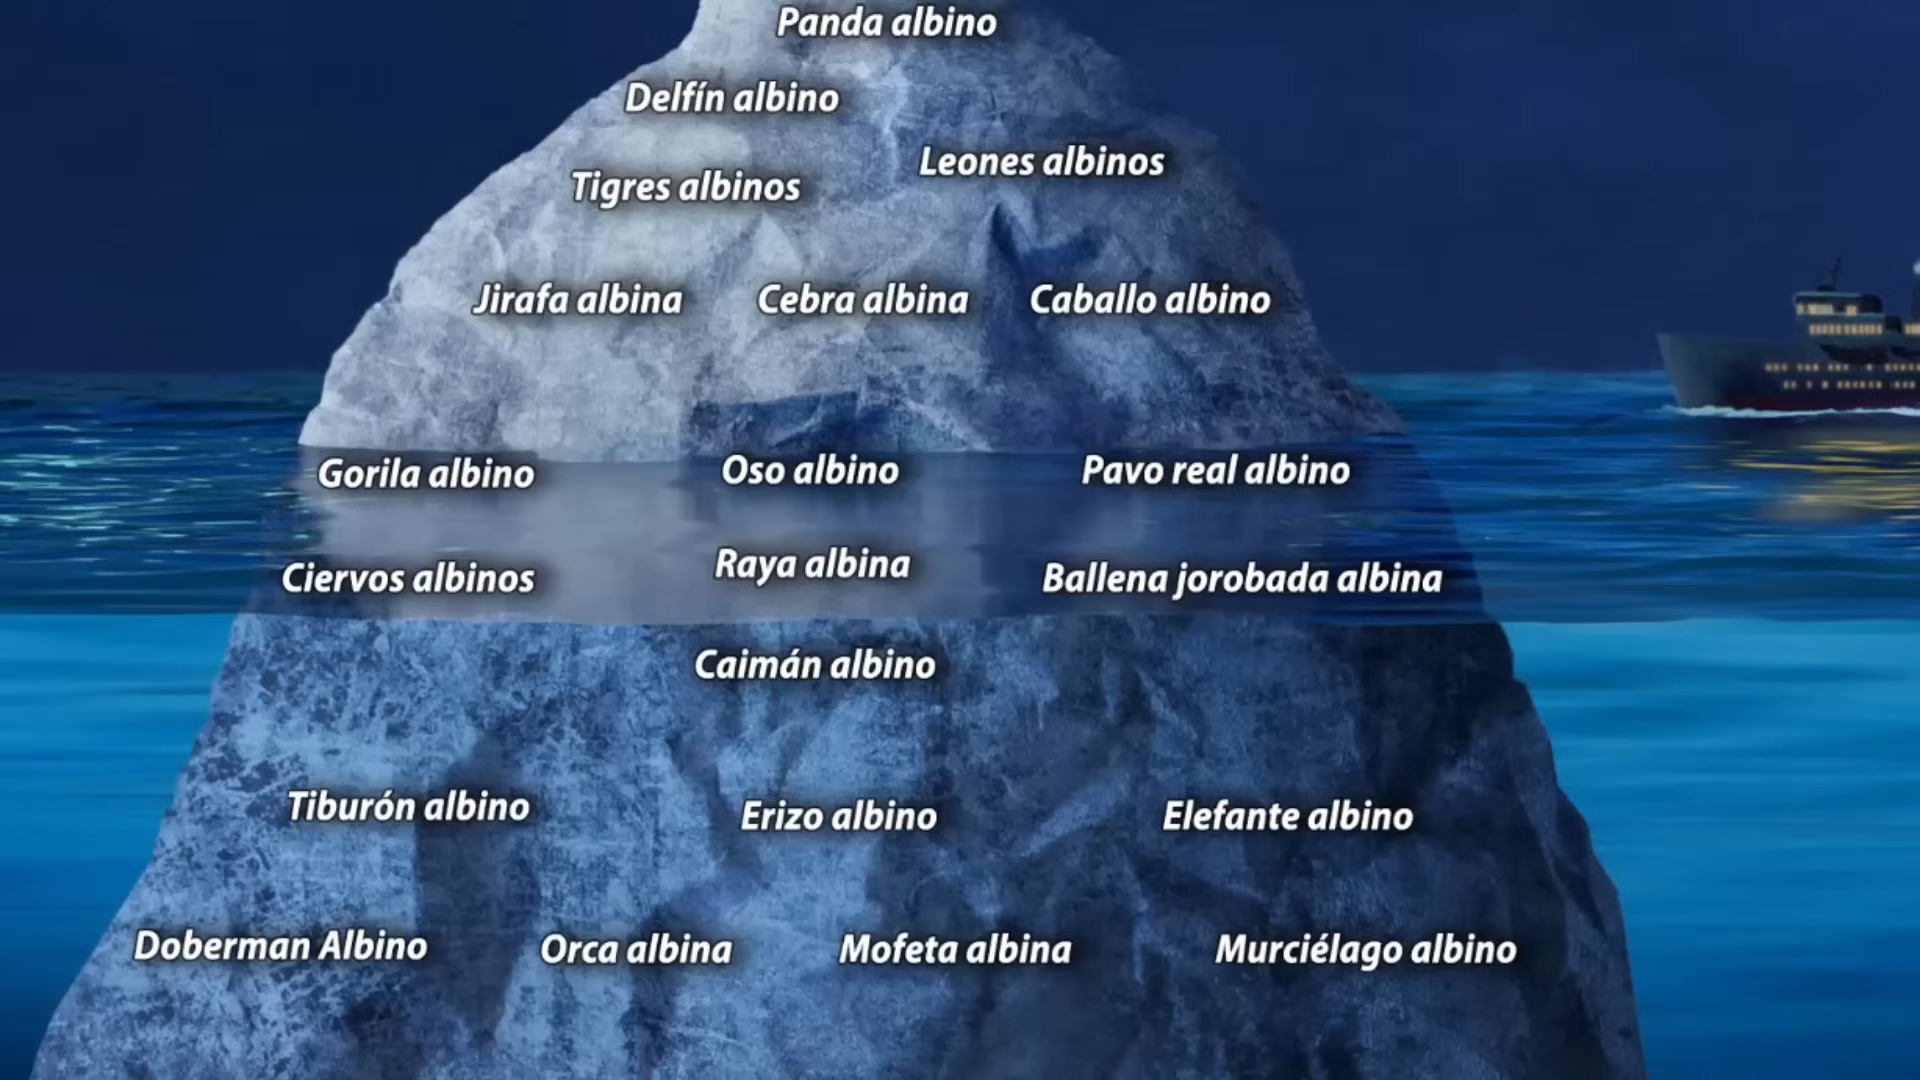 Panda albino
Delfín albino
Leones albinos
Tigres albinos
Jirafa albina
Cebra albina
Caballo albino
Gorila albino
Oso albino
Pavo real albino
Ciervos albinos
Raya albina
Ballena jorobada albina
Caimán albino
Tiburón albino
Erizo albino
Elefante albino
Doberman Albino
Orca albina
Mofeta albina
Murciélago albino